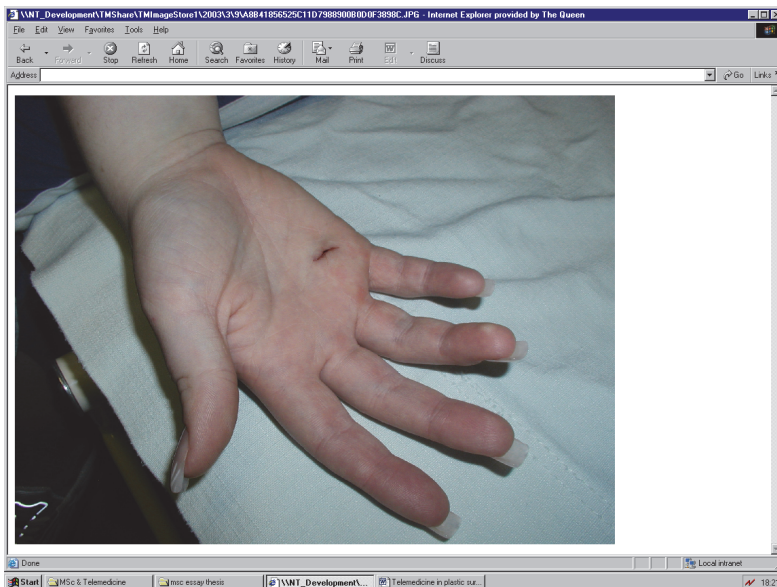 \\NT_Development\TMShare\TMImageStore1\2003\3\9\A8B41856525C11D7988900B0D0F3898C.JPG - Internet Explorer provided by The Queen
File Edit View Favorites Tools Help
Back Forward Stop Refresh Home Search Favorites History Mail Print Edit Discuss
Address Go Links
Done Local intranet
Start MSc & Telemedicine msc essay thesis \\NT_Development\... Telemedicine in plastic sur...